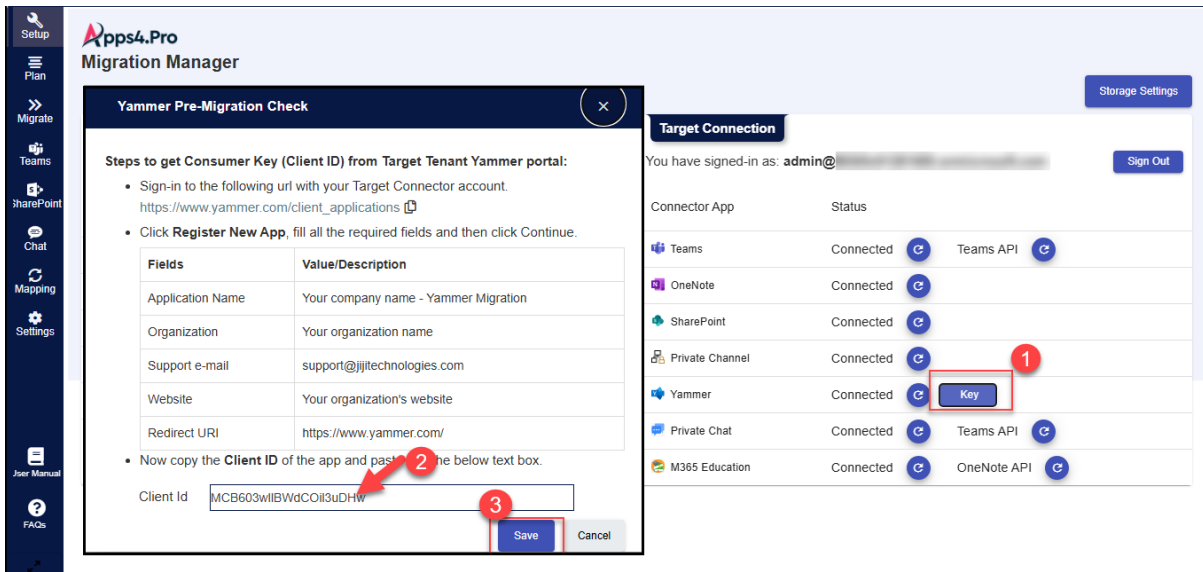 Setup
Plan
Migrate
Teams
SharePoint
Chat
Mapping
Settings
User Manual
FAQs
Apps4.Pro
Migration Manager
Storage Settings
Yammer Pre-Migration Check
Steps to get Consumer Key (Client ID) from Target Tenant Yammer portal:
• Sign-in to the following url with your Target Connector account.
https://www.yammer.com/client_applications
• Click Register New App, fill all the required fields and then click Continue.
Fields Value/Description
Application Name Your company name - Yammer Migration
Organization Your organization name
Support e-mail support@jijitechnologies.com
Website Your organization's website
Redirect URI https://www.yammer.com/
• Now copy the Client ID of the app and past the below text box.
2
Client Id MCB603wIIBWdCOil3uDHw
3
Save Cancel
Target Connection
You have signed-in as: admin@
Sign Out
Connector App Status
Teams Connected Teams API
OneNote Connected
SharePoint Connected
Private Channel Connected
1
Yammer Connected Key
Private Chat Connected Teams API
M365 Education Connected OneNote API